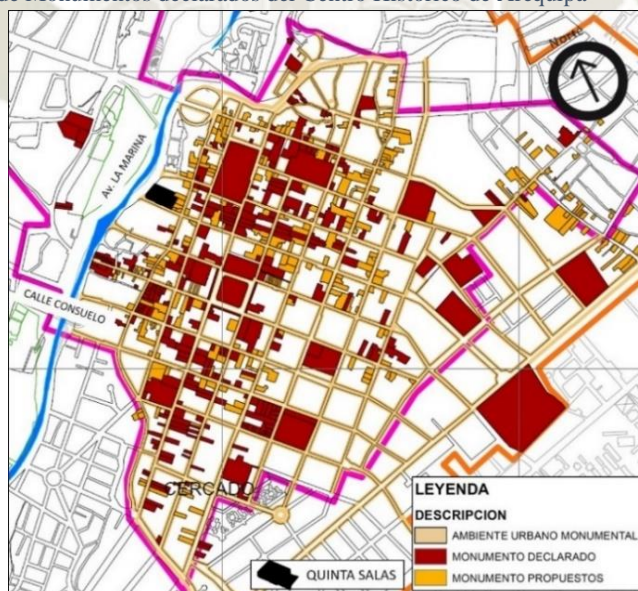 de Monumentos declarados del Centro Histórico de Arequipa
AV. LA MARINA
CALLE CONSUELO
CERCADO
QUINTA SALAS
LEYENDA
DESCRIPCION
AMBIENTE URBANO MONUMENTAL
MONUMENTO DECLARADO
MONUMENTO PROPUESTOS